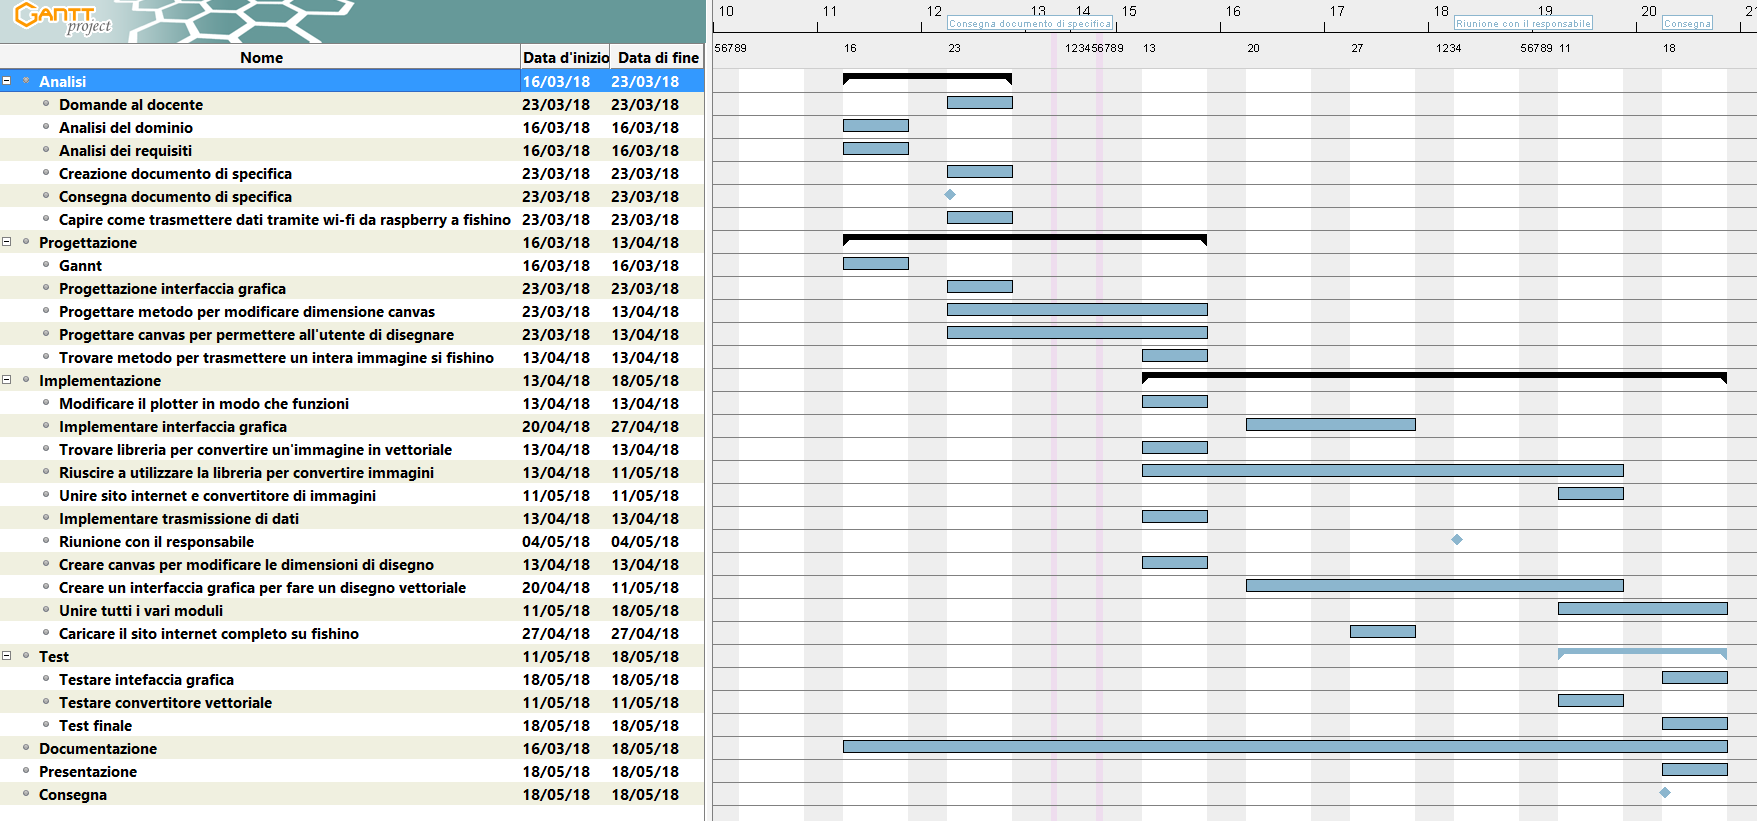 GANTT
project
10 11 12 13 14 15 16 17 18 19 20 21
Consegna documento di specifica Riunione con il responsabile Consegna
Nome Data d'inizio Data di fine
56789 16 23 123456789 13 20 27 1234 56789 11 18
Analisi 16/03/18 23/03/18
Domande al docente 23/03/18 23/03/18
Analisi del dominio 16/03/18 16/03/18
Analisi dei requisiti 16/03/18 16/03/18
Creazione documento di specifica 23/03/18 23/03/18
Consegna documento di specifica 23/03/18 23/03/18
Capire come trasmettere dati tramite wi-fi da raspberry a fishino 23/03/18 23/03/18
Progettazione 16/03/18 13/04/18
Gannt 16/03/18 16/03/18
Progettazione interfaccia grafica 23/03/18 23/03/18
Progettare metodo per modificare dimensione canvas 23/03/18 13/04/18
Progettare canvas per permettere all'utente di disegnare 23/03/18 13/04/18
Trovare metodo per trasmettere un intera immagine si fishino 13/04/18 13/04/18
Implementazione 13/04/18 18/05/18
Modificare il plotter in modo che funzioni 13/04/18 13/04/18
Implementare interfaccia grafica 20/04/18 27/04/18
Trovare libreria per convertire un'immagine in vettoriale 13/04/18 13/04/18
Riuscire a utilizzare la libreria per convertire immagini 13/04/18 11/05/18
Unire sito internet e convertitore di immagini 11/05/18 11/05/18
Implementare trasmissione di dati 13/04/18 13/04/18
Riunione con il responsabile 04/05/18 04/05/18
Creare canvas per modificare le dimensioni di disegno 13/04/18 13/04/18
Creare un interfaccia grafica per fare un disegno vettoriale 20/04/18 11/05/18
Unire tutti i vari moduli 11/05/18 18/05/18
Caricare il sito internet completo su fishino 27/04/18 27/04/18
Test 11/05/18 18/05/18
Testare intefaccia grafica 18/05/18 18/05/18
Testare convertitore vettoriale 11/05/18 11/05/18
Test finale 18/05/18 18/05/18
Documentazione 16/03/18 18/05/18
Presentazione 18/05/18 18/05/18
Consegna 18/05/18 18/05/18